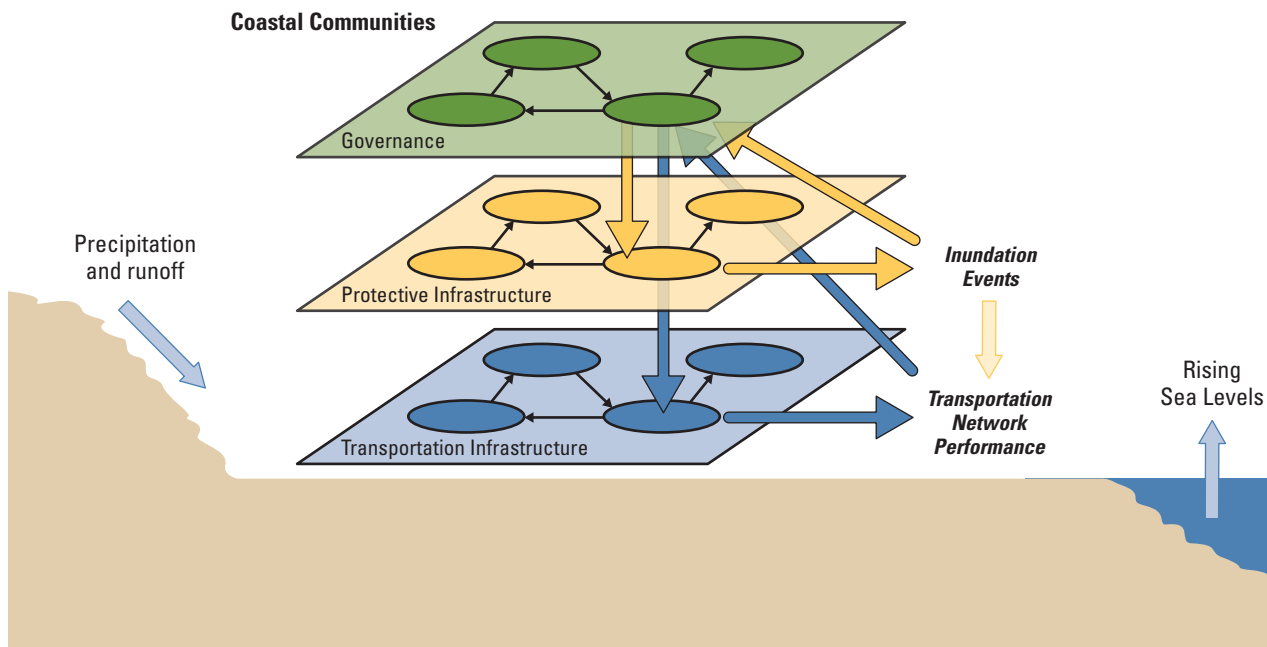 Coastal Communities
Governance
Precipitation
and runoff
Protective Infrastructure
Inundation
Events
Transportation Infrastructure
Transportation
Network
Performance
Rising
Sea Levels